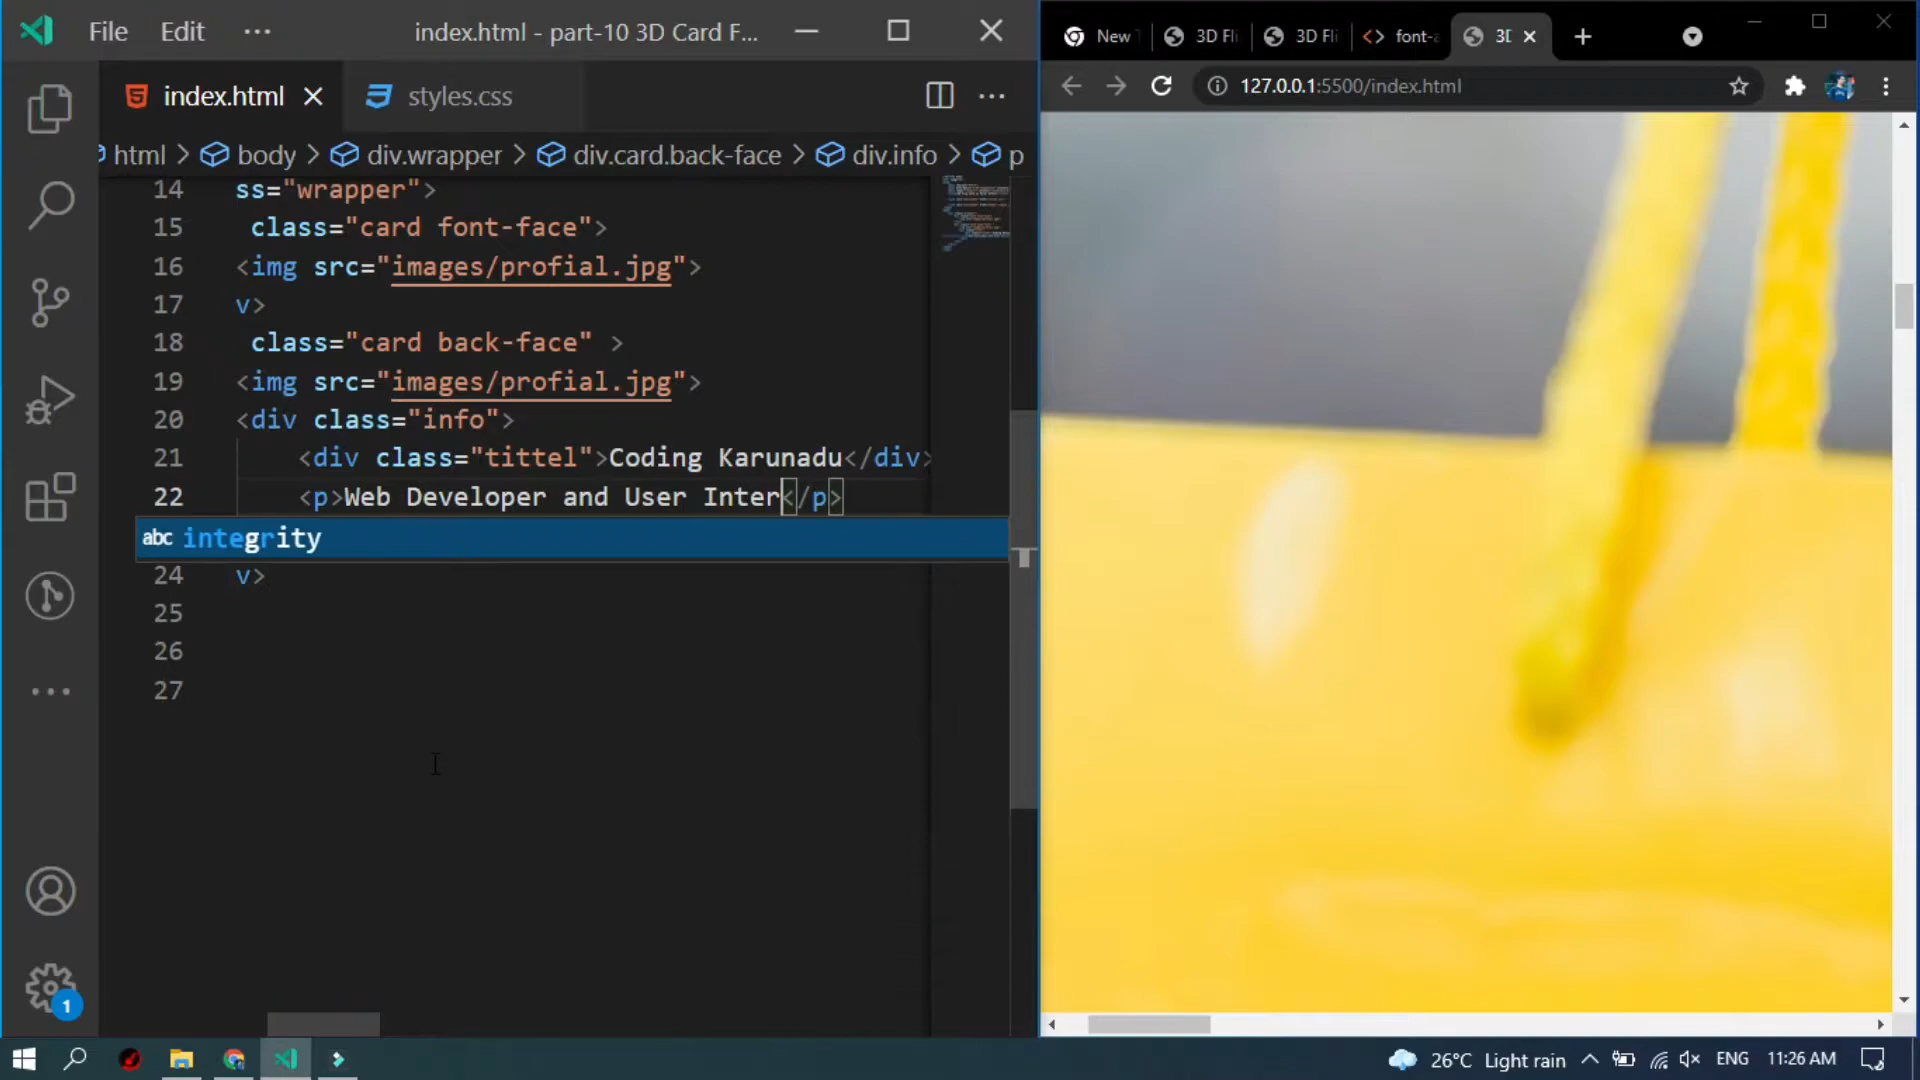 File Edit ··· index.html - part-10 3D Card F...
index.html styles.css ···
html > body > div.wrapper > div.card.back-face > div.info > p
14 ss="wrapper">
15 class="card font-face">
16 <img src="images/profial.jpg">
17 v>
18 class="card back-face" >
19 <img src="images/profial.jpg">
20 <div class="info">
21 <div class="tittel">Coding Karunadu</div>
22 <p>Web Developer and User Inter</p>
abc integrity
24 v>
25
26
27
1
New
3D Fli
3D Fli
font-a
3D
127.0.0.1:5500/index.html
26°C Light rain ENG 11:26 AM